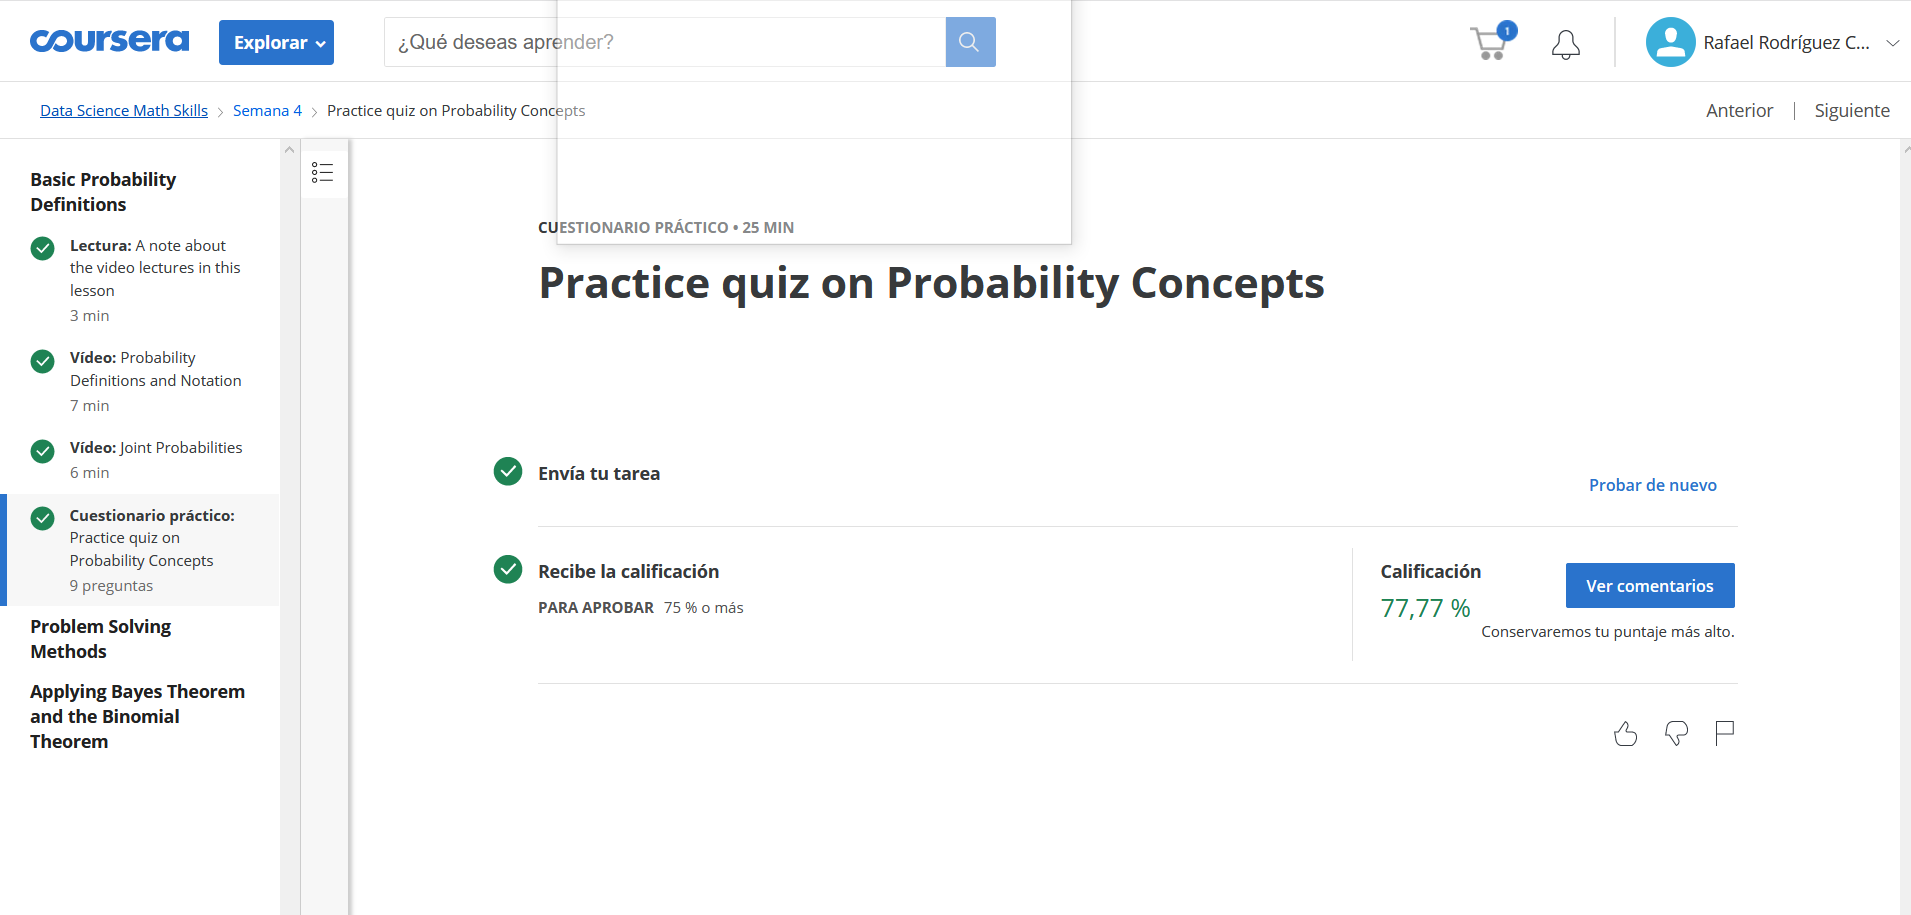 coursera
Explorar
¿Qué deseas aprender?
1
Rafael Rodríguez C...
Data Science Math Skills
Semana 4
Practice quiz on Probability Concepts
Anterior
Siguiente
Basic Probability
Definitions
Lectura: A note about
the video lectures in this
lesson
3 min
Vídeo: Probability
Definitions and Notation
7 min
Vídeo: Joint Probabilities
6 min
Cuestionario práctico:
Practice quiz on
Probability Concepts
9 preguntas
Problem Solving
Methods
Applying Bayes Theorem
and the Binomial
Theorem
CUESTIONARIO PRÁCTICO • 25 MIN
Practice quiz on Probability Concepts
Envía tu tarea
Probar de nuevo
Recibe la calificación
PARA APROBAR 75 % o más
Calificación
77,77 %
Ver comentarios
Conservaremos tu puntaje más alto.